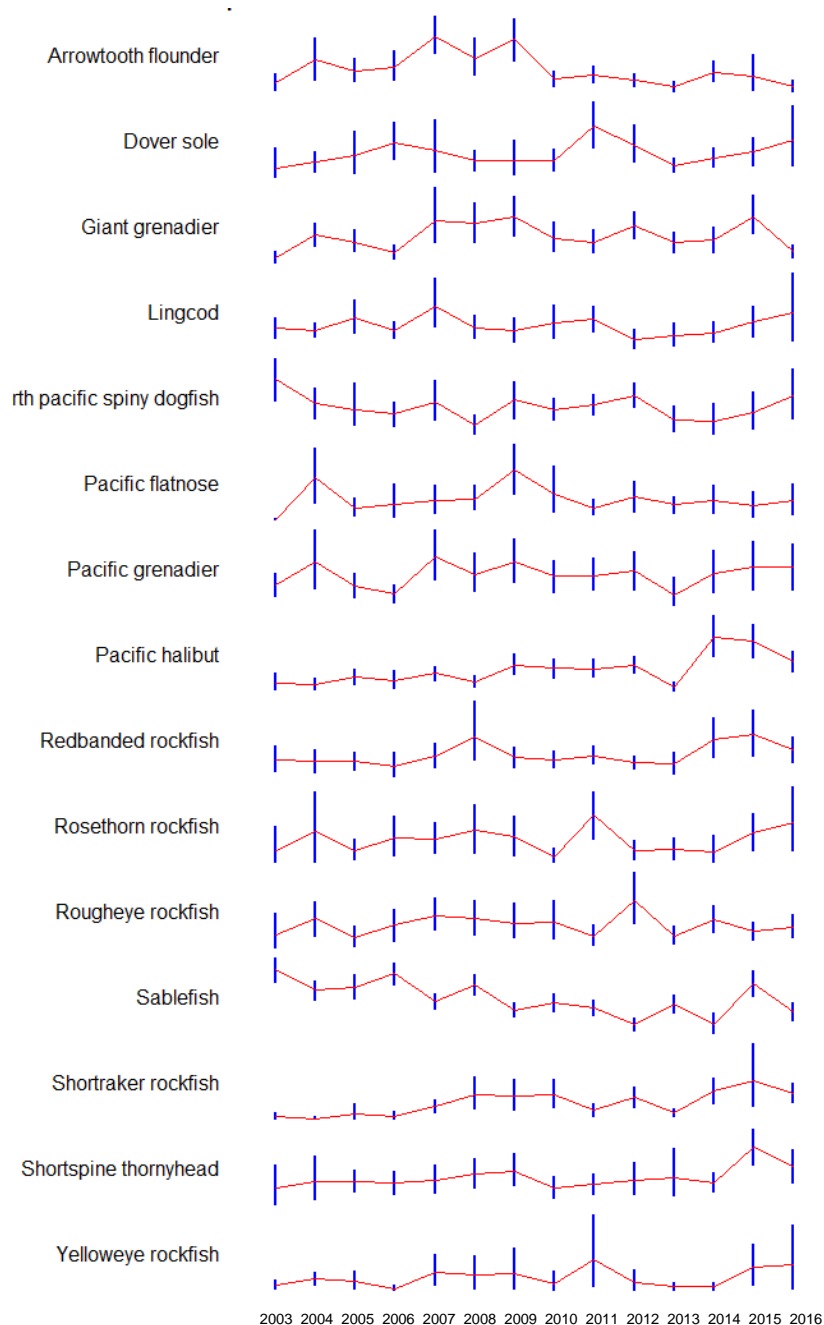 Arrowtooth flounder
Dover sole
Giant grenadier
Lingcod
rth pacific spiny dogfish
Pacific flatnose
Pacific grenadier
Pacific halibut
Redbanded rockfish
Rosethorn rockfish
Rougheye rockfish
Sablefish
Shortraker rockfish
Shortspine thornyhead
Yelloweye rockfish
2003 2004 2005 2006 2007 2008 2009 2010 2011 2012 2013 2014 2015 2016